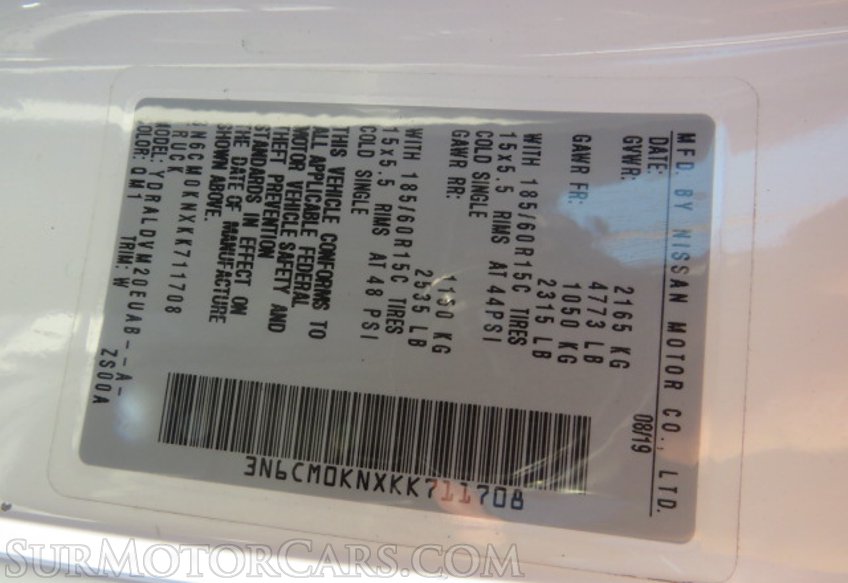 MFD. BY NISSAN MOTOR CO., LTD.
DATE: 08/19
GVWR: 2165 KG
4773 LB
GAWR FR: 1050 KG
2315 LB
WITH 185/60R15C TIRES
15x5.5 RIMS AT 44PSI
COLD SINGLE
GAWR RR: 1150 KG
2535 LB
WITH 185/60R15C TIRES
15x5.5 RIMS AT 48 PSI
COLD SINGLE
THIS VEHICLE CONFORMS TO
ALL APPLICABLE FEDERAL
MOTOR VEHICLE SAFETY AND
THEFT PREVENTION
STANDARDS IN EFFECT ON
THE DATE OF MANUFACTURE
SHOWN ABOVE.
3N6CM0KNXKK711708
TRUCK
MODEL: YDRALDVM20EUAB--A-
COLOR: QM1 TRIM: W ZS00A
3N6CM0KNXKK711708
SURMOTORCARS.COM